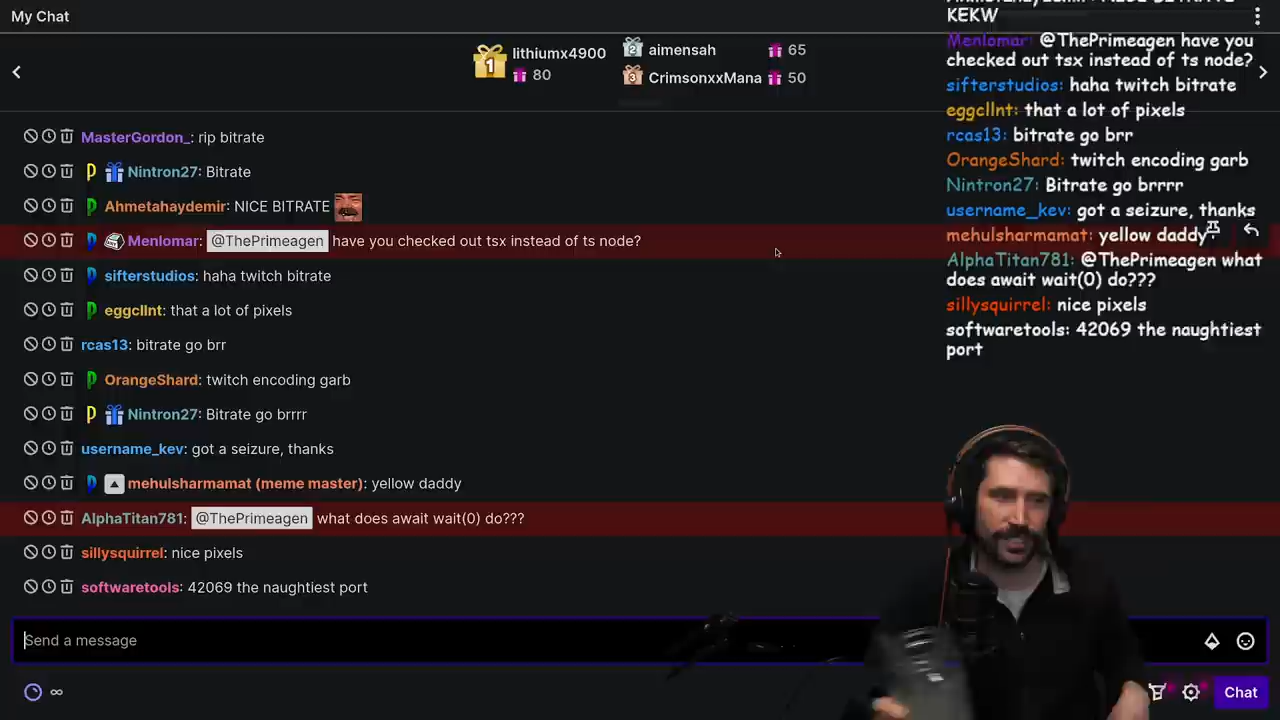 My Chat
lithiumx4900
80
aimensah
65
CrimsonxxMana
50
MasterGordon_: rip bitrate
Nintron27: Bitrate
Ahmetahaydemir: NICE BITRATE
Menlomar: @ThePrimeagen have you checked out tsx instead of ts node?
sifterstudios: haha twitch bitrate
eggclInt: that a lot of pixels
rcas13: bitrate go brr
OrangeShard: twitch encoding garb
Nintron27: Bitrate go brrrr
username_kev: got a seizure, thanks
mehulsharmamat (meme master): yellow daddy
AlphaTitan781: @ThePrimeagen what does await wait(0) do???
sillysquirrel: nice pixels
softwaretools: 42069 the naughtiest port
Send a message
Chat
KEKW
Menlomar: @ThePrimeagen have you
checked out tsx instead of ts node?
sifterstudios: haha twitch bitrate
eggclInt: that a lot of pixels
rcas13: bitrate go brr
OrangeShard: twitch encoding garb
Nintron27: Bitrate go brrrr
username_kev: got a seizure, thanks
mehulsharmamat: yellow daddy
AlphaTitan781: @ThePrimeagen what
does await wait(0) do???
sillysquirrel: nice pixels
softwaretools: 42069 the naughtiest
port